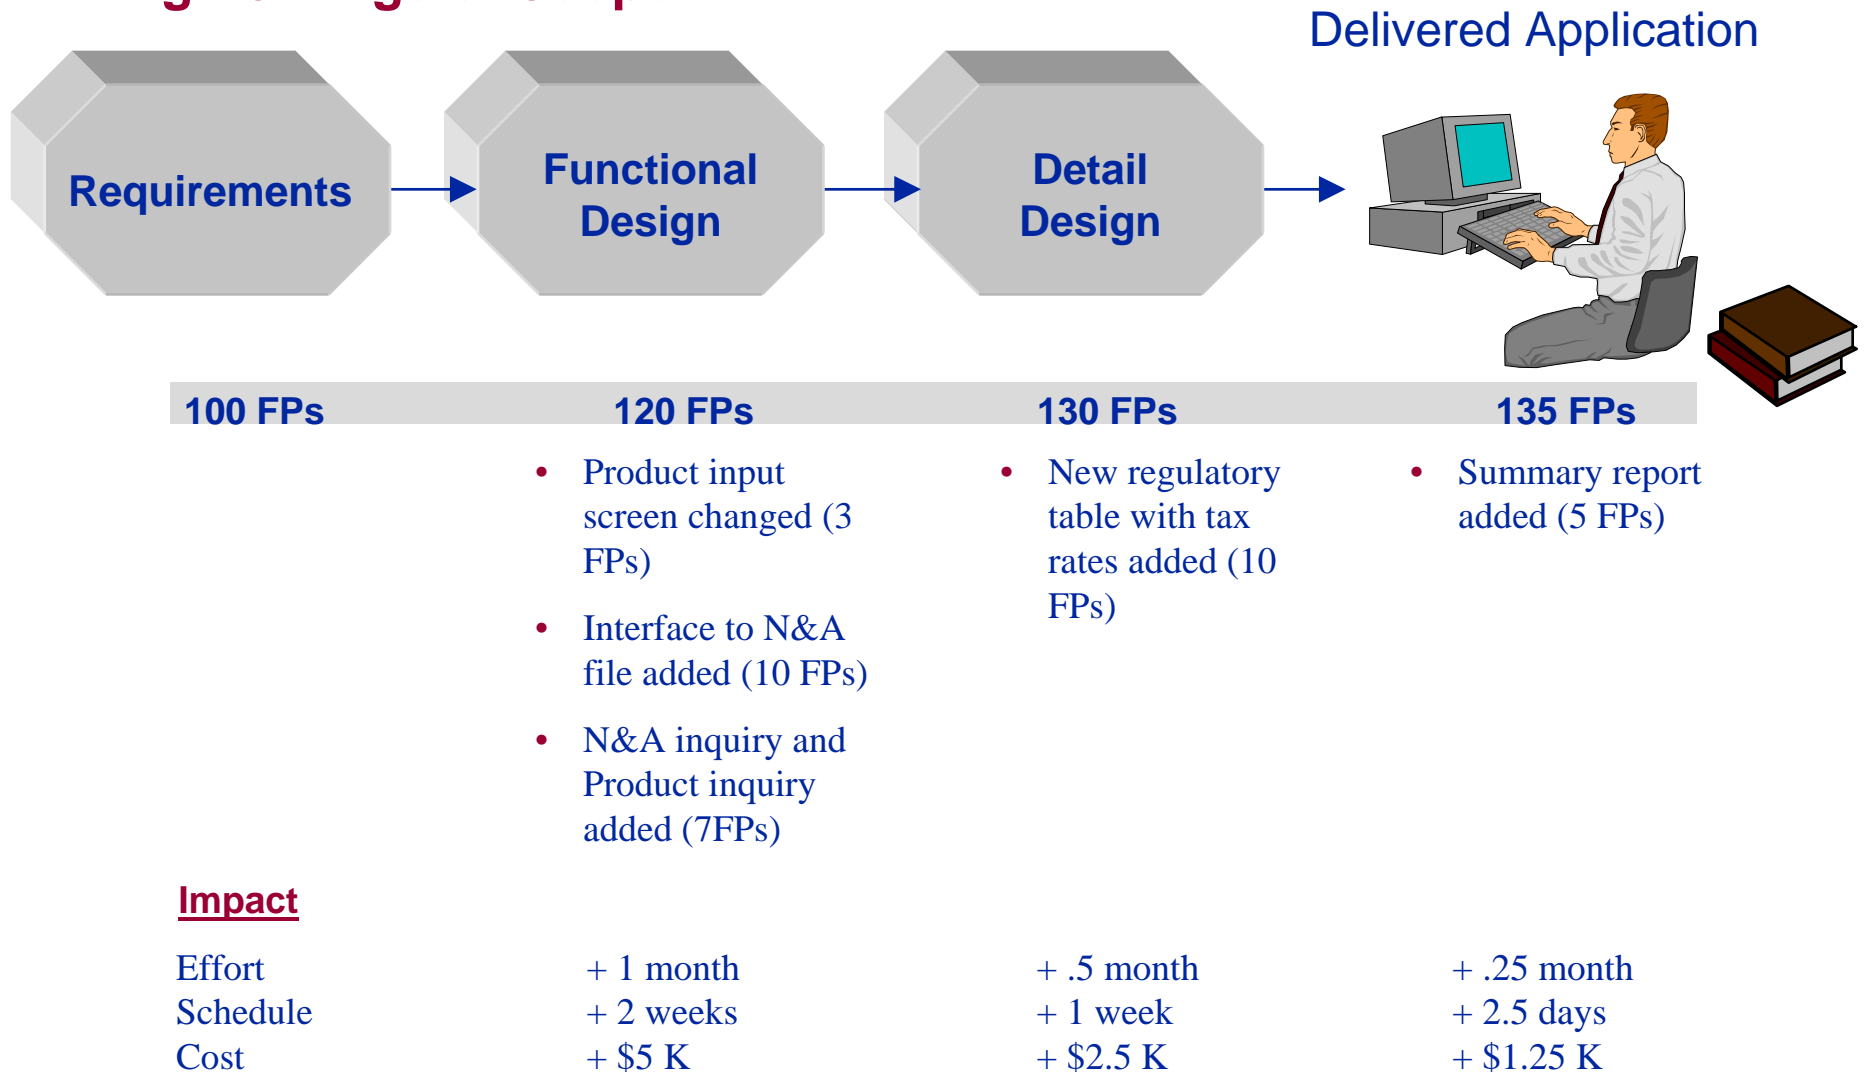 Delivered Application
Requirements
Functional
Design
Detail
Design
100 FPs 120 FPs 130 FPs 135 FPs
• Product input
screen changed (3
FPs)
• Interface to N&A
file added (10 FPs)
• N&A inquiry and
Product inquiry
added (7FPs)
• New regulatory
table with tax
rates added (10
FPs)
• Summary report
added (5 FPs)
Impact
Effort + 1 month + .5 month + .25 month
Schedule + 2 weeks + 1 week + 2.5 days
Cost + $5 K + $2.5 K + $1.25 K